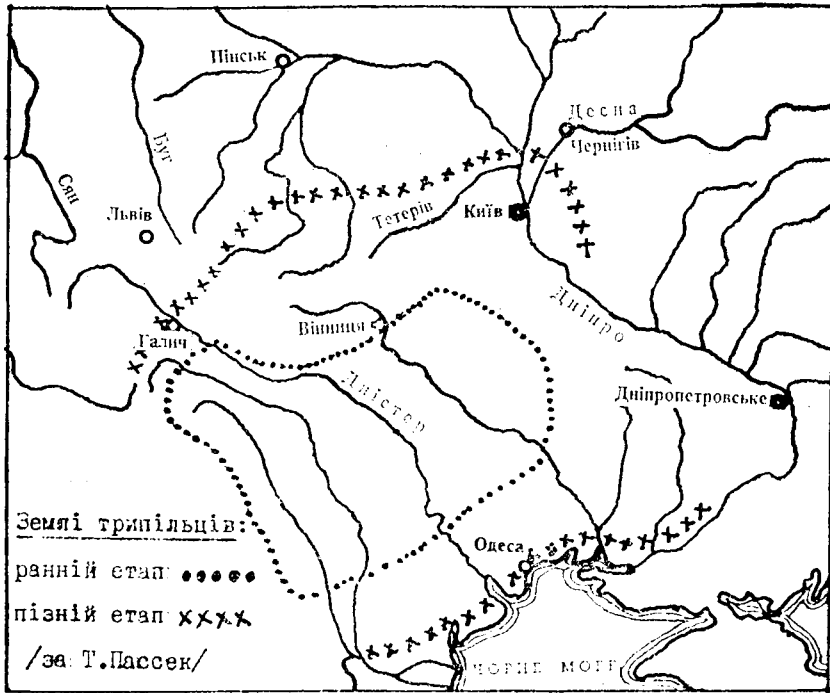 Пінськ
Десна
Чернігів
Буг
Сян
Львів
Тетерів
Київ
Дніпро
Галич
Вінниця
Дністер
Дніпропетровське
Землі трипільців:
Одеса
ранній етап:
пізній етап:
/за Т.Пассек/
ЧОРНЕ МОРЕ